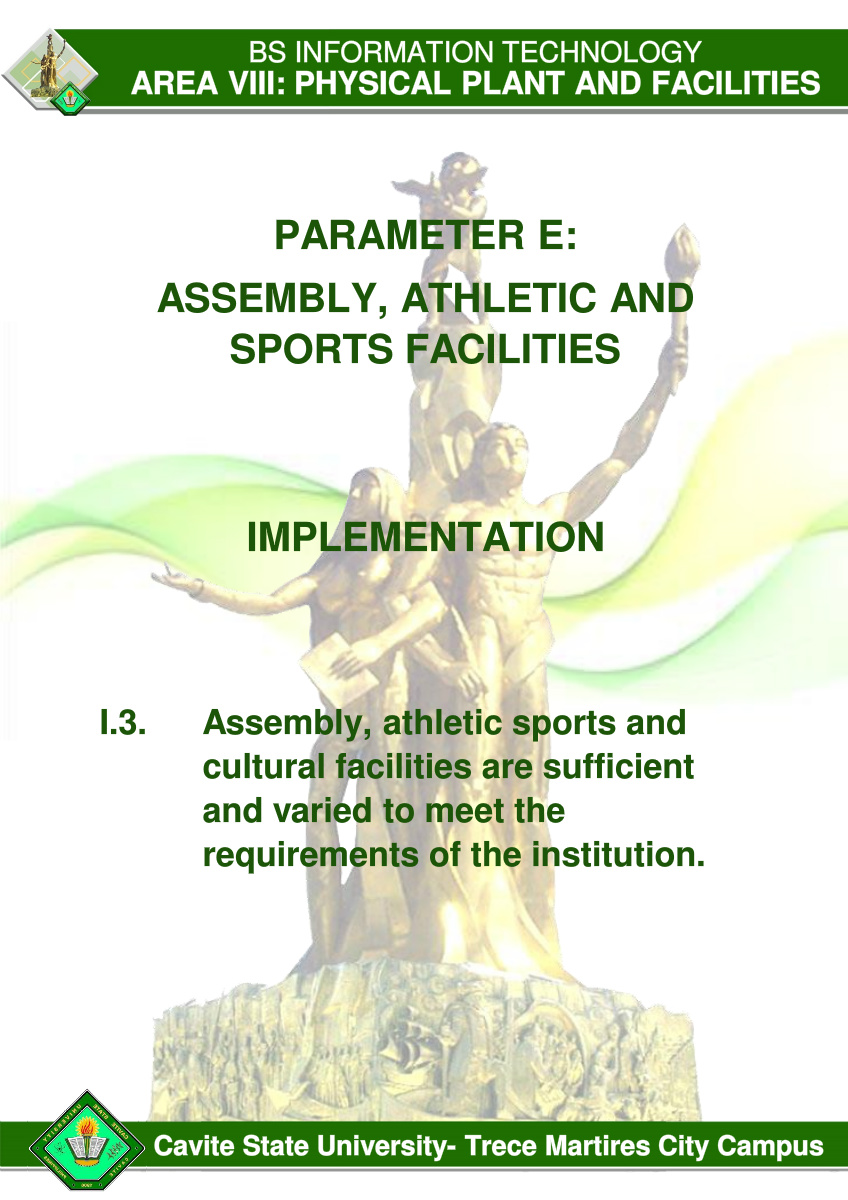 BS INFORMATION TECHNOLOGY
AREA VIII: PHYSICAL PLANT AND FACILITIES
PARAMETER E:
ASSEMBLY, ATHLETIC AND
SPORTS FACILITIES
IMPLEMENTATION
I.3. Assembly, athletic sports and
cultural facilities are sufficient
and varied to meet the
requirements of the institution.
Cavite State University- Trece Martires City Campus